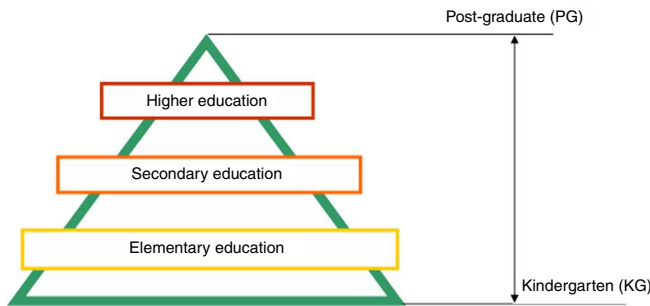 Post-graduate (PG)
Higher education
Secondary education
Elementary education
Kindergarten (KG)